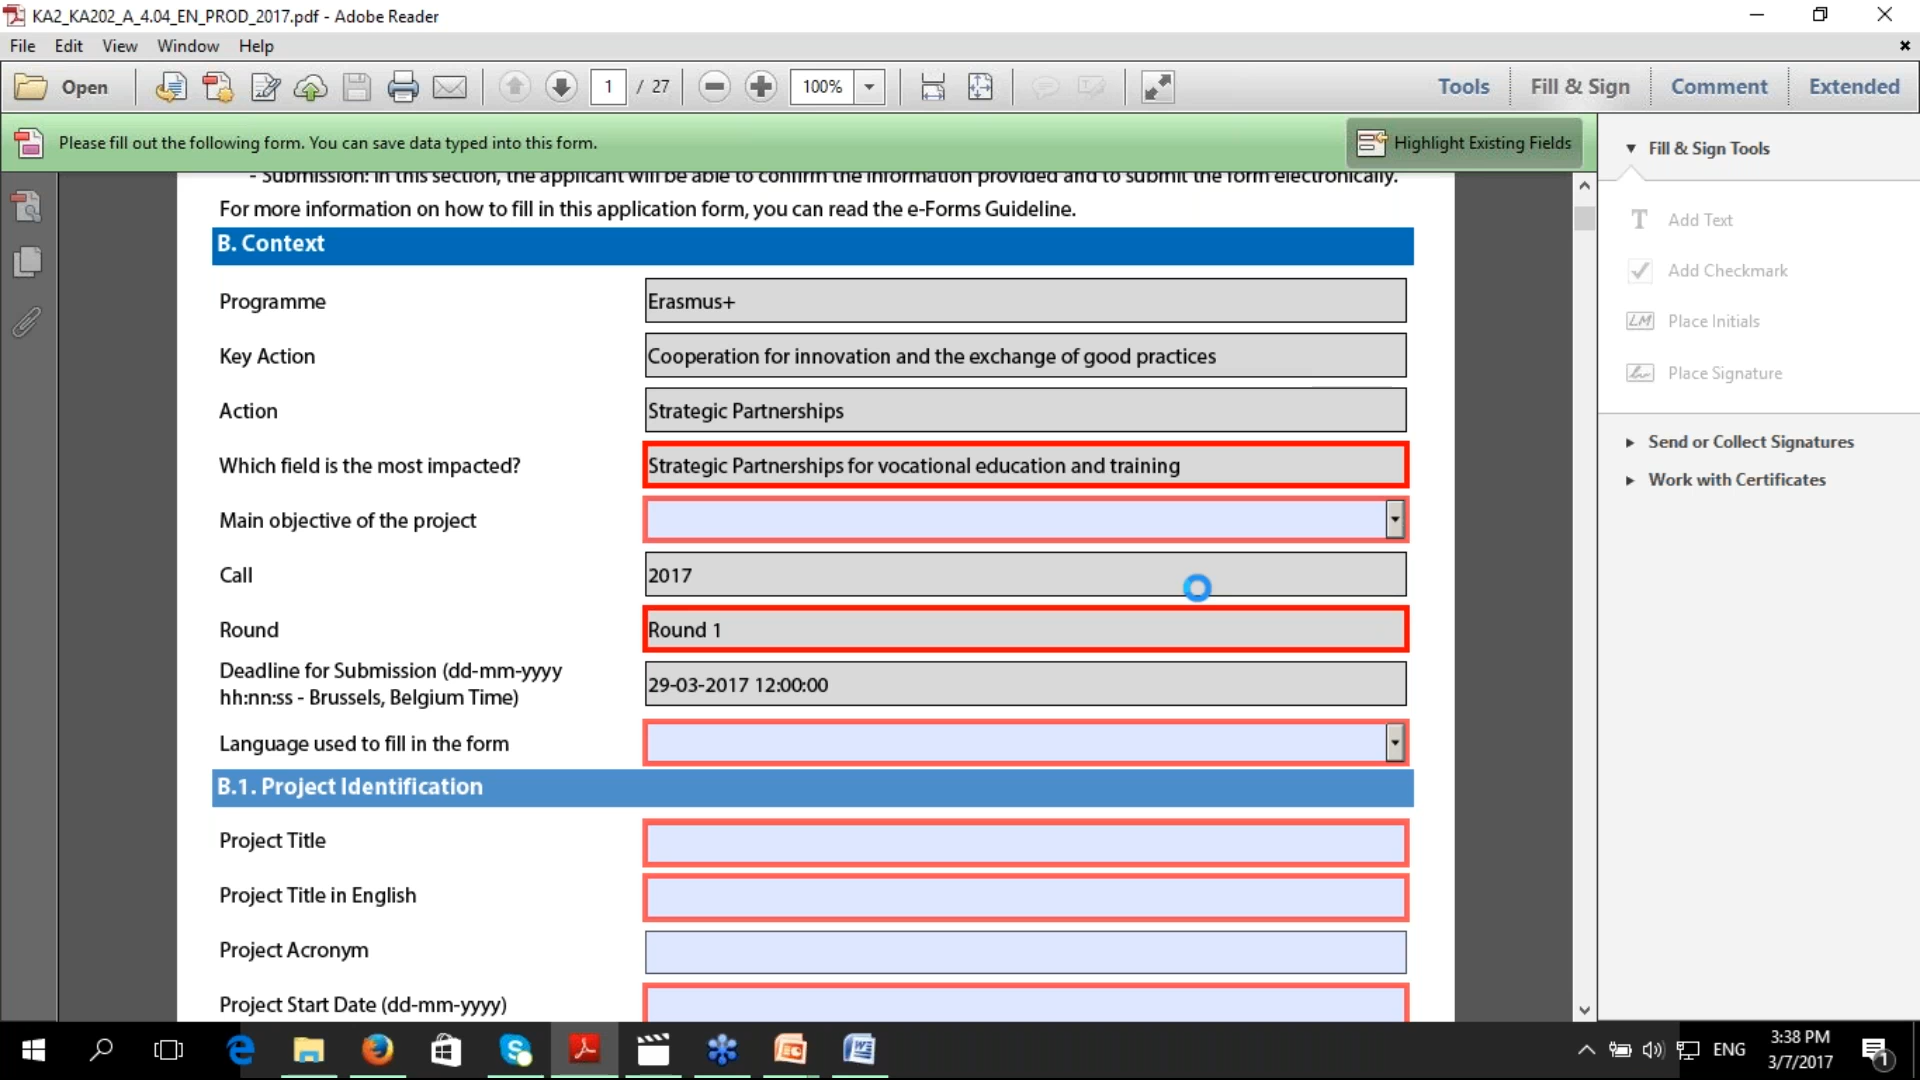 KA2_KA202_A_4.04_EN_PROD_2017.pdf - Adobe Reader
File Edit View Window Help
Open 1 / 27 100% Tools Fill & Sign Comment Extended
Please fill out the following form. You can save data typed into this form. Highlight Existing Fields
- Submission: in this section, the applicant will be able to confirm the information provided and to submit the form electronically.
For more information on how to fill in this application form, you can read the e-Forms Guideline.
B. Context
Programme Erasmus+
Key Action Cooperation for innovation and the exchange of good practices
Action Strategic Partnerships
Which field is the most impacted? Strategic Partnerships for vocational education and training
Main objective of the project
Call 2017
Round Round 1
Deadline for Submission (dd-mm-yyyy
hh:nn:ss - Brussels, Belgium Time) 29-03-2017 12:00:00
Language used to fill in the form
B.1. Project Identification
Project Title
Project Title in English
Project Acronym
Project Start Date (dd-mm-yyyy)
Fill & Sign Tools
T Add Text
Add Checkmark
LM Place Initials
Place Signature
Send or Collect Signatures
Work with Certificates
ENG
3:38 PM
3/7/2017
1